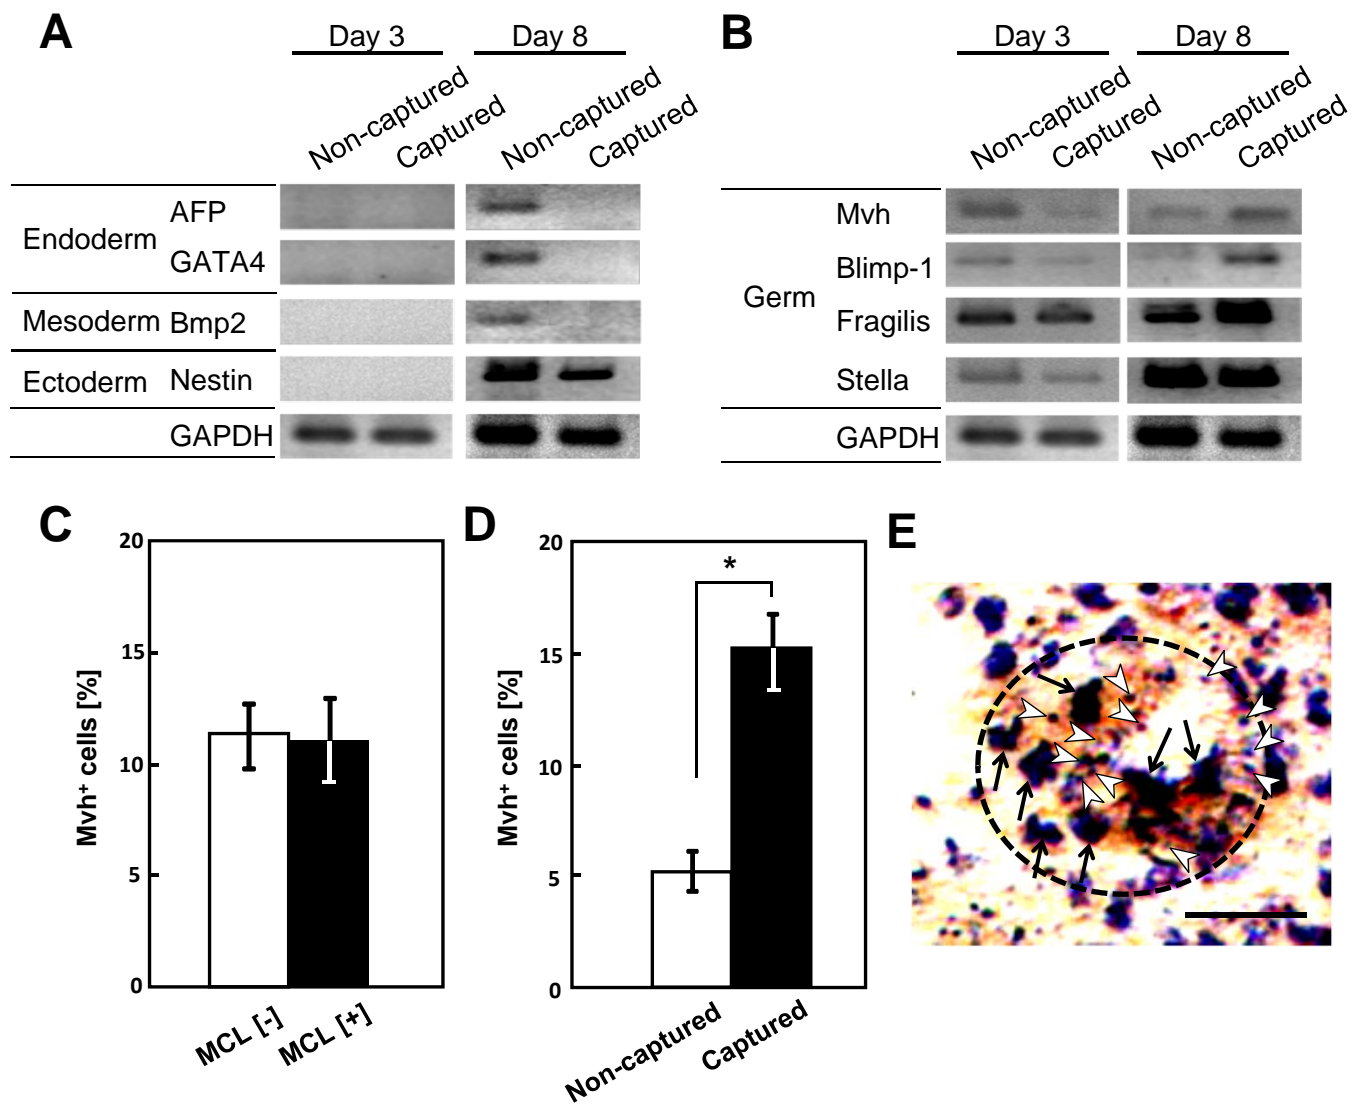 A
Day 3
Day 8
Non-captured
Captured
Non-captured
Captured
Endoderm
AFP
GATA4
Mesoderm Bmp2
Ectoderm Nestin
GAPDH
B
Day 3
Day 8
Non-captured
Captured
Non-captured
Captured
Germ
Mvh
Blimp-1
Fragilis
Stella
GAPDH
C
Mvh⁺ cells [%]
20
15
10
5
0
MCL [-]
MCL [+]
D
Mvh⁺ cells [%]
20
15
10
5
0
*
Non-captured
Captured
E